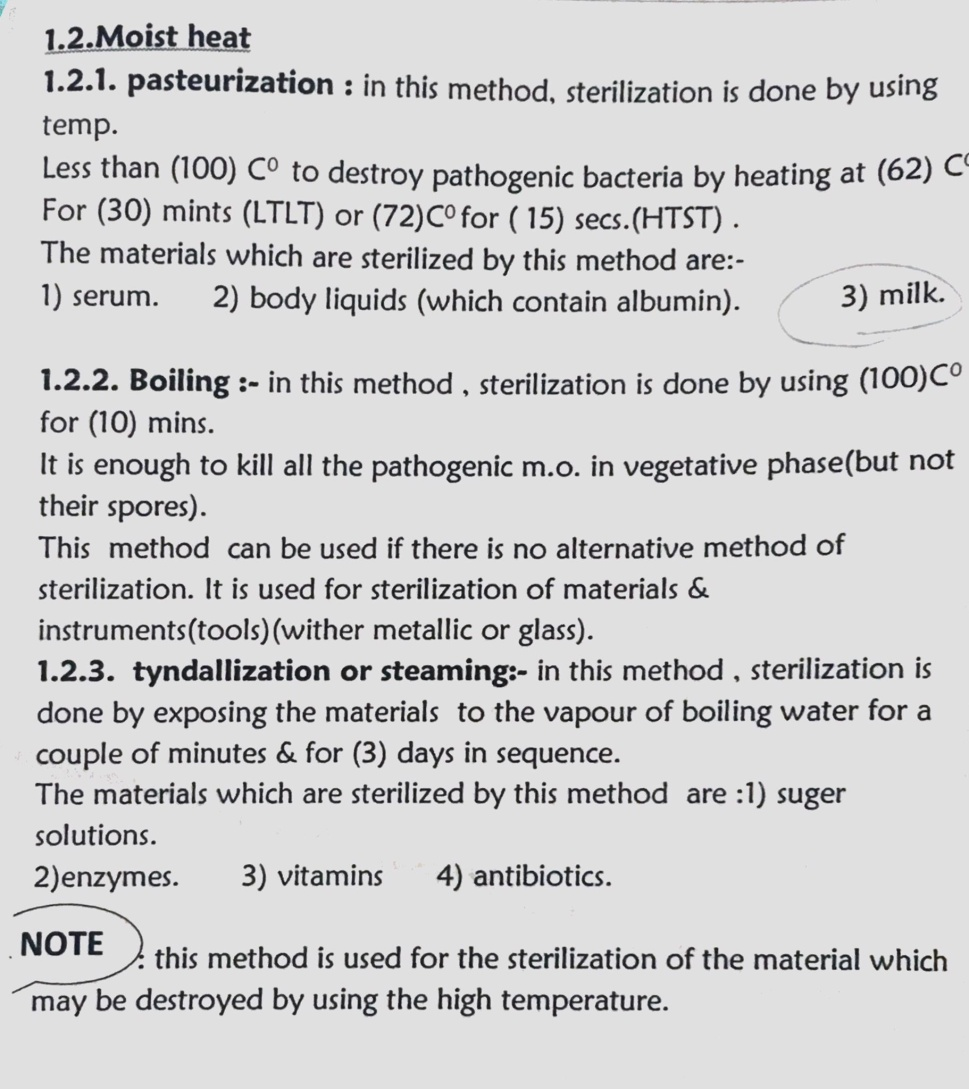 1.2.Moist heat
1.2.1. pasteurization : in this method, sterilization is done by using
temp.
Less than (100) C⁰ to destroy pathogenic bacteria by heating at (62) C⁰
For (30) mints (LTLT) or (72)C⁰ for ( 15) secs.(HTST) .
The materials which are sterilized by this method are:-
1) serum. 2) body liquids (which contain albumin). 3) milk.
1.2.2. Boiling :- in this method , sterilization is done by using (100)C⁰
for (10) mins.
It is enough to kill all the pathogenic m.o. in vegetative phase(but not
their spores).
This method can be used if there is no alternative method of
sterilization. It is used for sterilization of materials &
instruments(tools)(wither metallic or glass).
1.2.3. tyndallization or steaming:- in this method , sterilization is
done by exposing the materials to the vapour of boiling water for a
couple of minutes & for (3) days in sequence.
The materials which are sterilized by this method are :1) suger
solutions.
2)enzymes. 3) vitamins 4) antibiotics.
NOTE : this method is used for the sterilization of the material which
may be destroyed by using the high temperature.